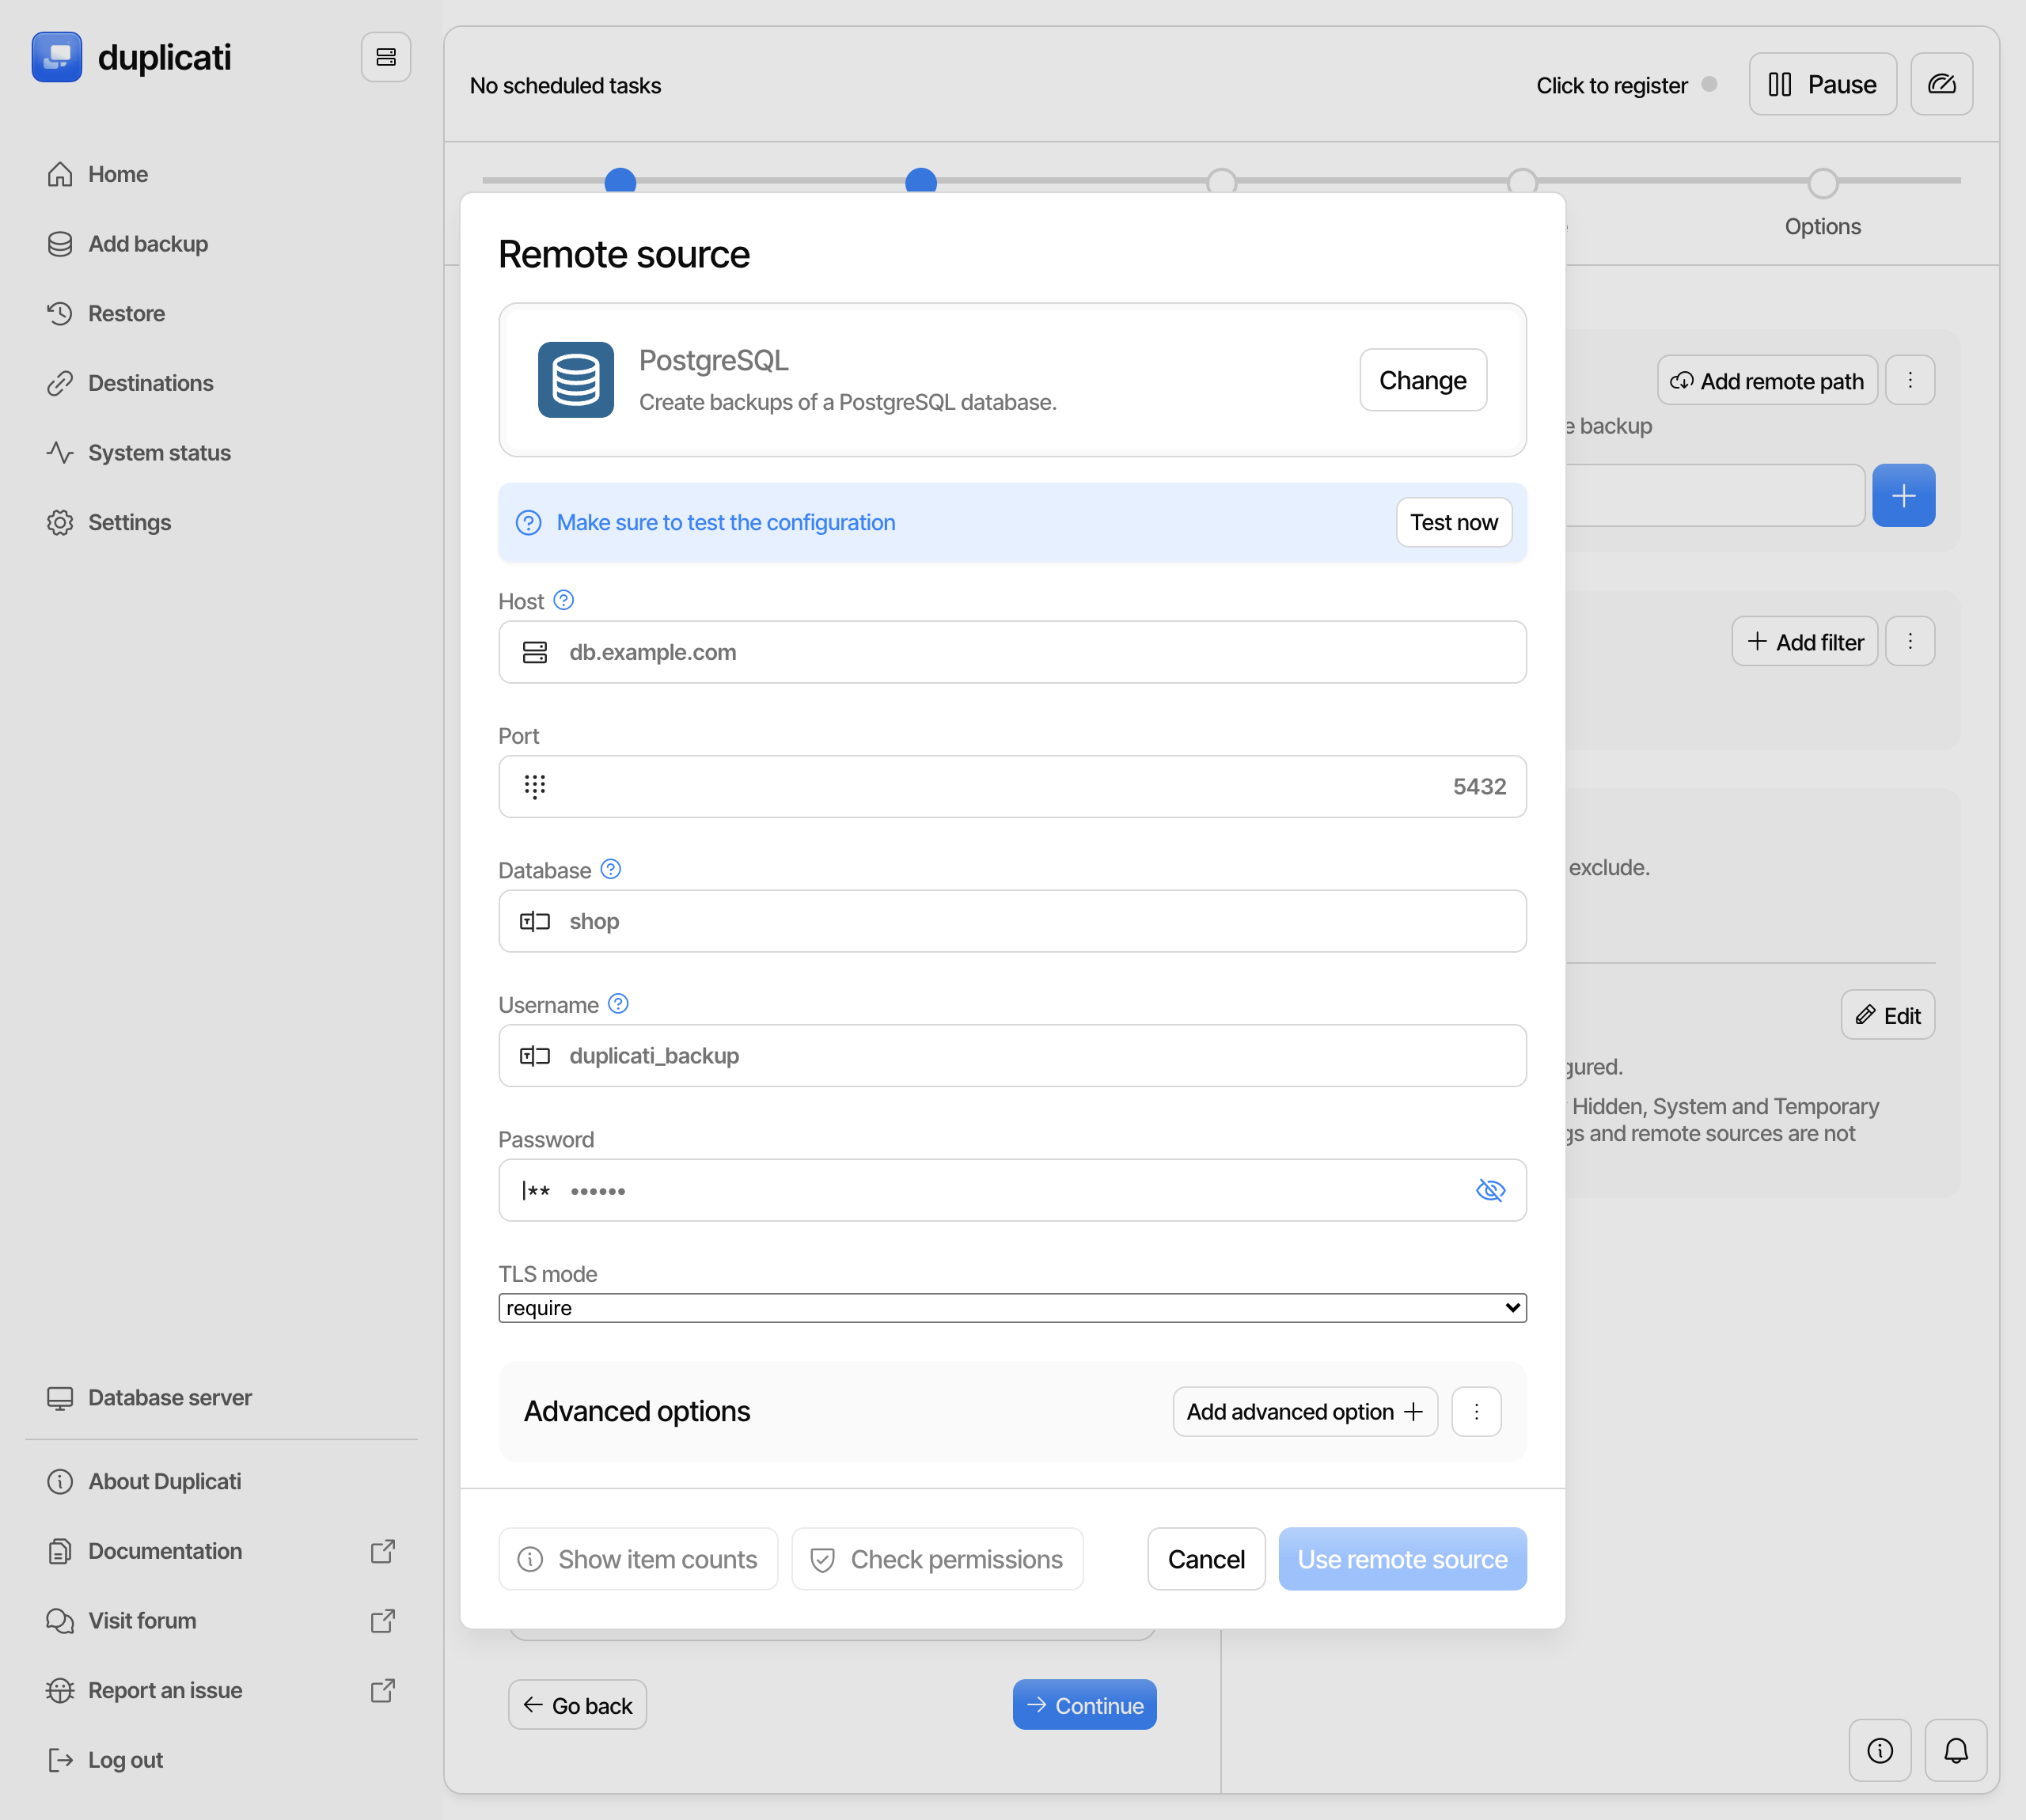 duplicati
Home
Add backup
Restore
Destinations
System status
Settings
Database server
About Duplicati
Documentation
Visit forum
Report an issue
Log out
No scheduled tasks
Click to register
Pause
Options
Remote source
PostgreSQL
Create backups of a PostgreSQL database.
Change
Make sure to test the configuration
Test now
Host
db.example.com
Port
5432
Database
shop
Username
duplicati_backup
Password
••••••
TLS mode
require
Advanced options
Add advanced option
Show item counts
Check permissions
Cancel
Use remote source
Add remote path
backup
Add filter
exclude.
Edit
Hidden, System and Temporary
and remote sources are not
Go back
Continue